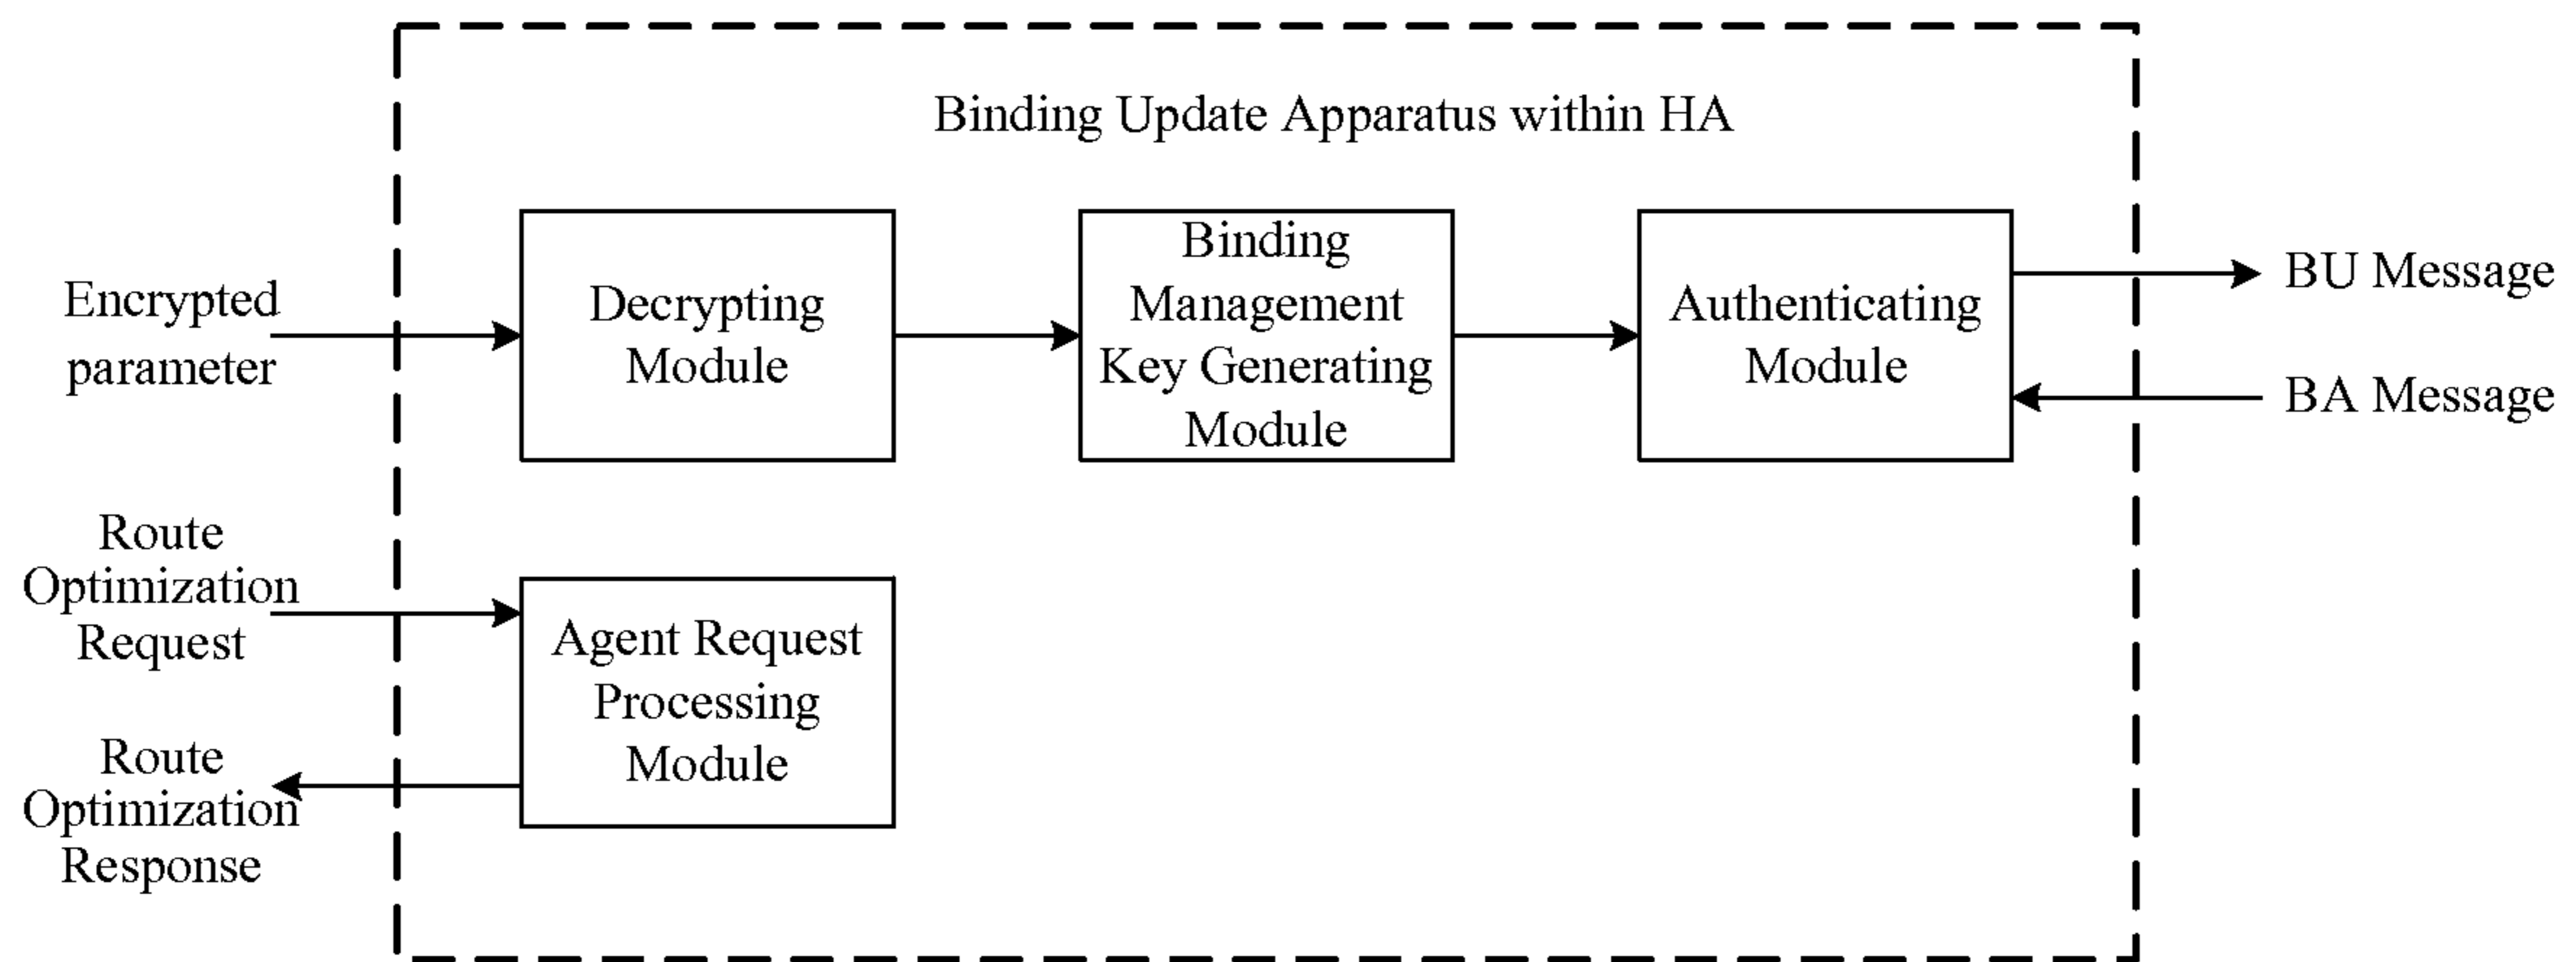 Binding Update Apparatus within HA
Encrypted
parameter
Decrypting
Module
Binding
Management
Key Generating
Module
Authenticating
Module
BU Message
BA Message
Route
Optimization
Request
Agent Request
Processing
Module
Route
Optimization
Response